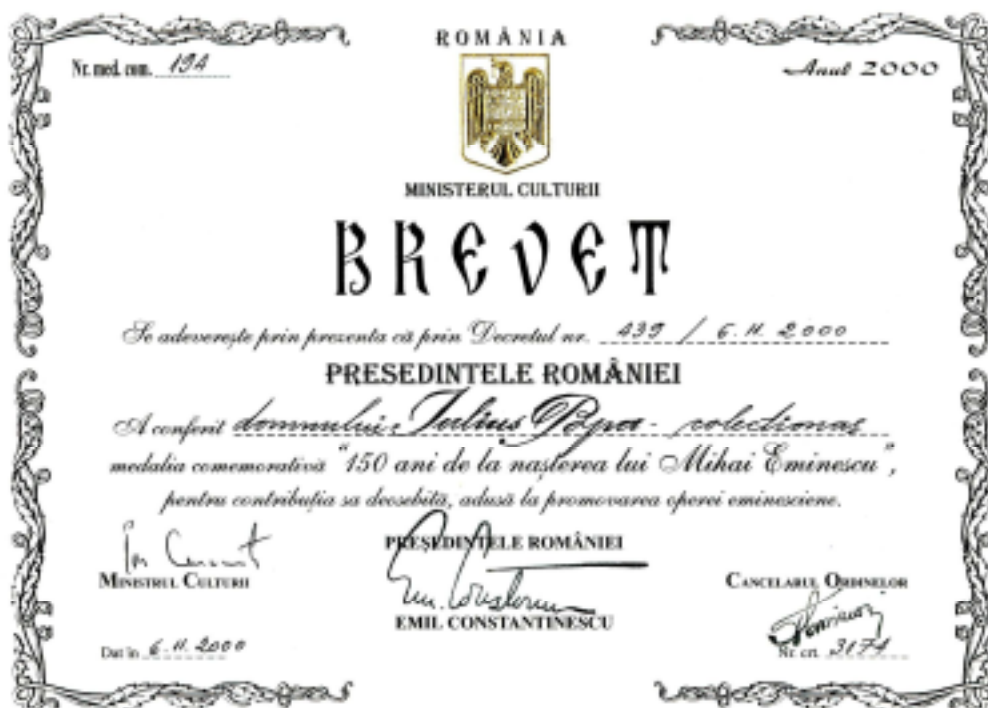 ROMÂNIA
Nr. med. com. 194
Anul 2000
MINISTERUL CULTURII
BREVET
Se adeverește prin prezenta că prin Decretul nr. 439 / 6.11.2000
PRESEDINTELE ROMÂNIEI
A conferit domnului Iulius Popa - colectionar
medalia comemorativă "150 ani de la nașterea lui Mihai Eminescu",
pentru contribuția sa deosebită, adusă la promovarea operei eminesciene.
PREȘEDINTELE ROMÂNIEI
MINISTRUL CULTURII
CANCELARUL ORDINELOR
EMIL CONSTANTINESCU
Dat în 6.11.2000
Nr. crt. 3174